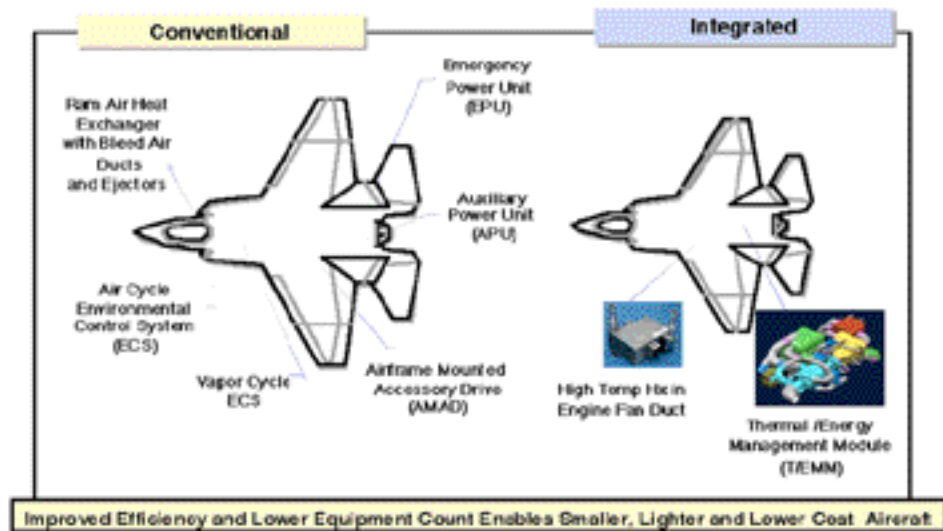 Conventional
Integrated
Emergency
Power Unit
(EPU)
Ram Air Heat
Exchanger
with Bleed Air
Ducts
and Ejectors
Auxiliary
Power Unit
(APU)
Air Cycle
Environmental
Control System
(ECS)
Vapor Cycle
ECS
Airframe Mounted
Accessory Drive
(AMAD)
High Temp Hx in
Engine Fan Duct
Thermal /Energy
Management Module
(T/EMM)
Improved Efficiency and Lower Equipment Count Enables Smaller, Lighter and Lower Cost Aircraft